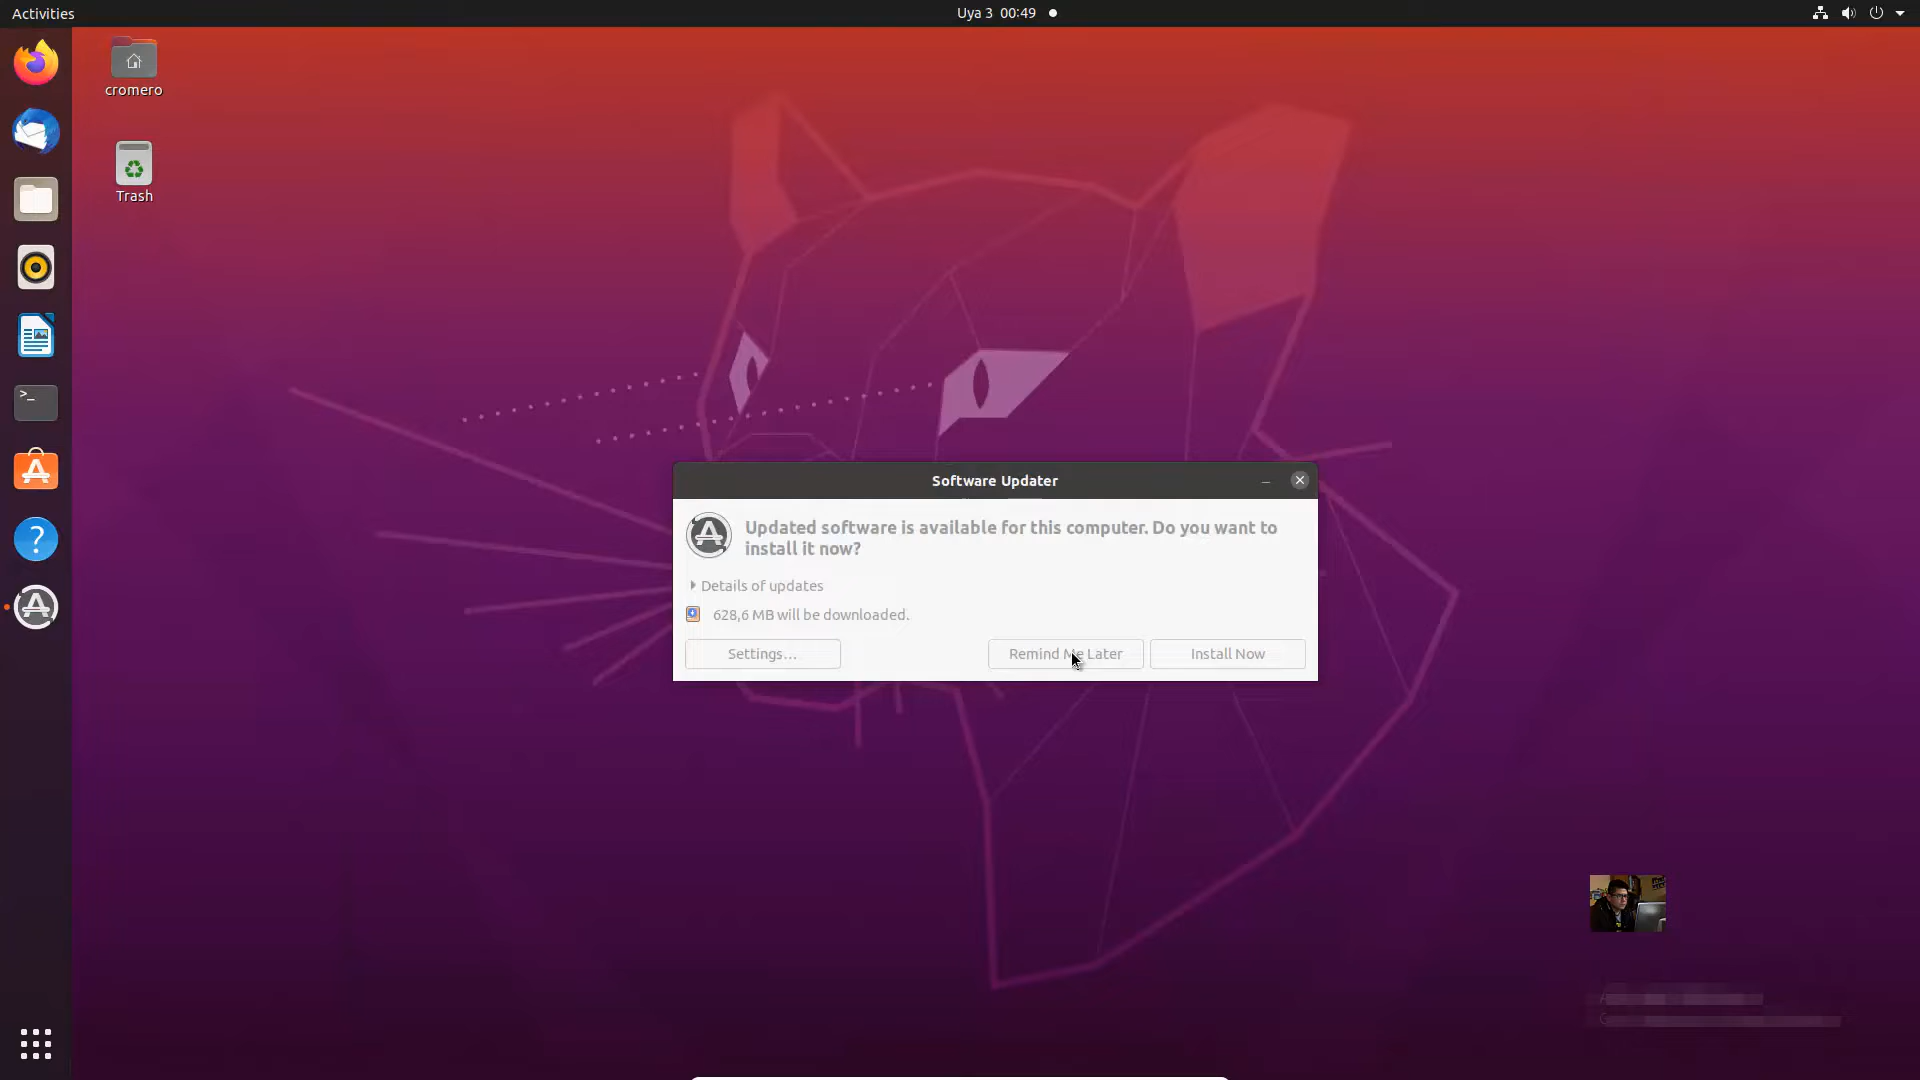 Activities
Uya 3 00:49
cromero
Trash
>_
Software Updater
Updated software is available for this computer. Do you want to
install it now?
Details of updates
628,6 MB will be downloaded.
Settings…
Remind Me Later
Install Now